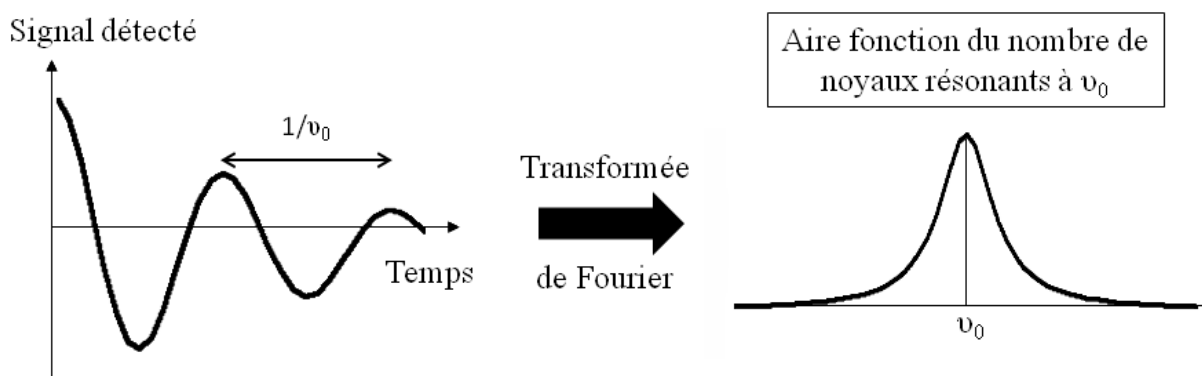 Signal détecté
1/υ₀
Temps
Transformée
de Fourier
Aire fonction du nombre de
noyaux résonants à υ₀
υ₀